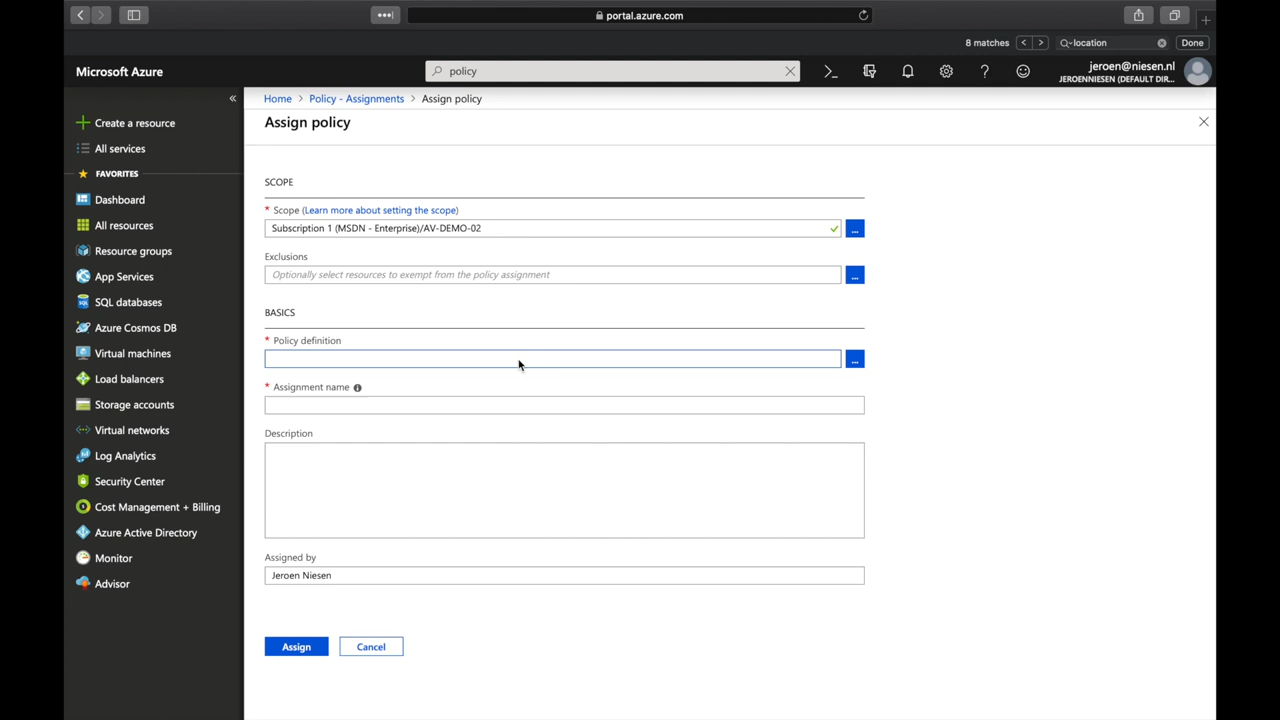 portal.azure.com
8 matches
location
Done
Microsoft Azure
policy
jeroen@niesen.nl
JEROENNIESEN (DEFAULT DIR...
Home > Policy - Assignments > Assign policy
Assign policy
Create a resource
All services
FAVORITES
Dashboard
All resources
Resource groups
App Services
SQL databases
Azure Cosmos DB
Virtual machines
Load balancers
Storage accounts
Virtual networks
Log Analytics
Security Center
Cost Management + Billing
Azure Active Directory
Monitor
Advisor
SCOPE
* Scope (Learn more about setting the scope)
Subscription 1 (MSDN - Enterprise)/AV-DEMO-02
...
Exclusions
Optionally select resources to exempt from the policy assignment
...
BASICS
* Policy definition
...
* Assignment name
Description
Assigned by
Jeroen Niesen
Assign
Cancel